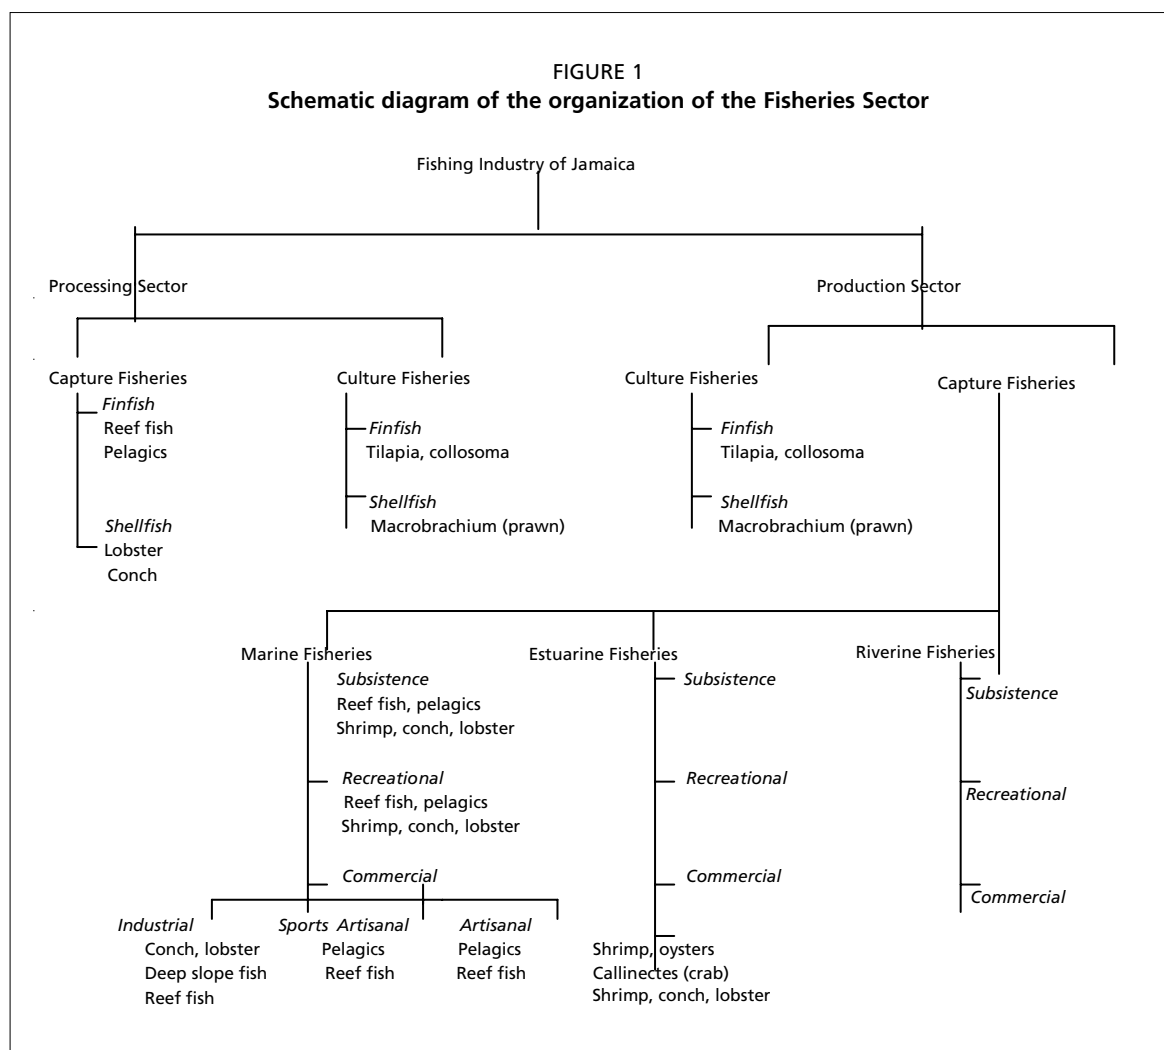 FIGURE 1
Schematic diagram of the organization of the Fisheries Sector
Fishing Industry of Jamaica
Processing Sector
Production Sector
Capture Fisheries
Finfish
Reef fish
Pelagics
Shellfish
Lobster
Conch
Culture Fisheries
Finfish
Tilapia, collosoma
Shellfish
Macrobrachium (prawn)
Culture Fisheries
Finfish
Tilapia, collosoma
Shellfish
Macrobrachium (prawn)
Capture Fisheries
Marine Fisheries
Subsistence
Reef fish, pelagics
Shrimp, conch, lobster
Recreational
Reef fish, pelagics
Shrimp, conch, lobster
Commercial
Industrial
Conch, lobster
Deep slope fish
Reef fish
Sports Artisanal
Pelagics
Reef fish
Artisanal
Pelagics
Reef fish
Estuarine Fisheries
Subsistence
Recreational
Commercial
Shrimp, oysters
Callinectes (crab)
Shrimp, conch, lobster
Riverine Fisheries
Subsistence
Recreational
Commercial